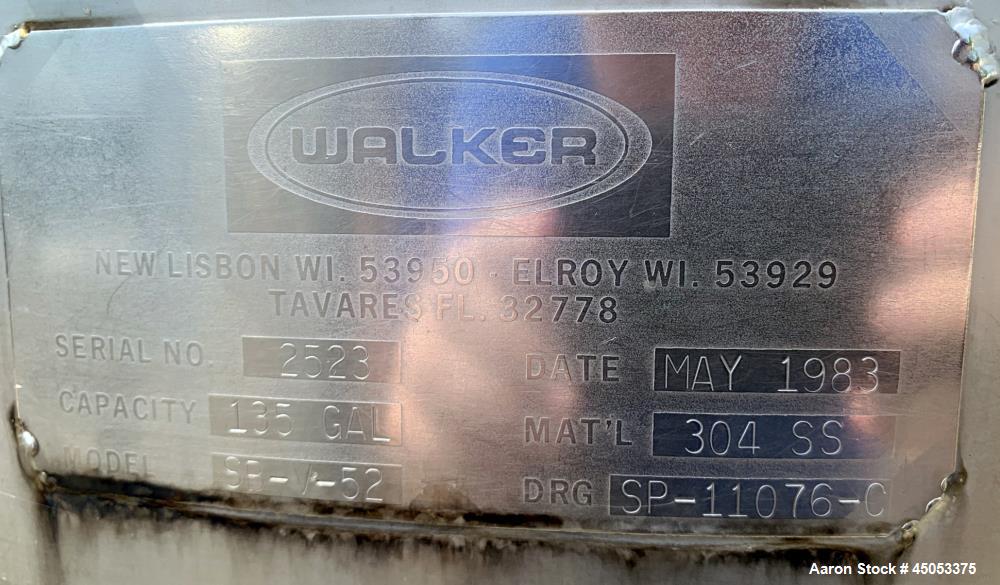 WALKER
NEW LISBON WI. 53950 - ELROY WI. 53929
TAVARES FL. 32778
SERIAL NO. 2523 DATE MAY 1983
CAPACITY 135 GAL MAT'L 304 SS
MODEL SP-V-52 DRG SP-11076-C
Aaron Stock # 45053375